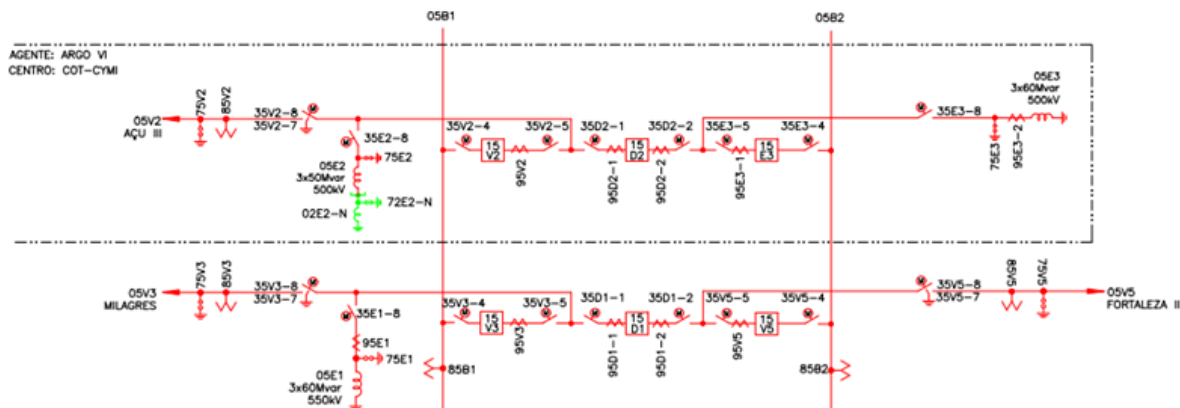 05B1
05B2
AGENTE: ARGO VI
CENTRO: COT-CYMI
05V2
AÇU III
75V2
85V2
35V2-8
35V2-7
M
35E2-8
M
75E2
05E2
3x50Mvar
500kV
72E2-N
02E2-N
35V2-4
M
15
V2
95V2
35V2-5
M
35D2-1
M
95D2-1
15
D2
95D2-2
35D2-2
M
35E3-5
M
95E3-1
15
E3
35E3-4
M
35E3-8
M
75E3
95E3-2
05E3
3x60Mvar
500kV
05V3
MILAGRES
75V3
85V3
35V3-8
35V3-7
M
35E1-8
M
95E1
75E1
05E1
3x60Mvar
550kV
35V3-4
M
15
V3
95V3
35V3-5
M
35D1-1
M
95D1-1
15
D1
95D1-2
35D1-2
M
35V5-5
M
95V5
15
V5
35V5-4
M
35V5-8
35V5-7
M
85V5
75V5
05V5
FORTALEZA II
85B1
85B2